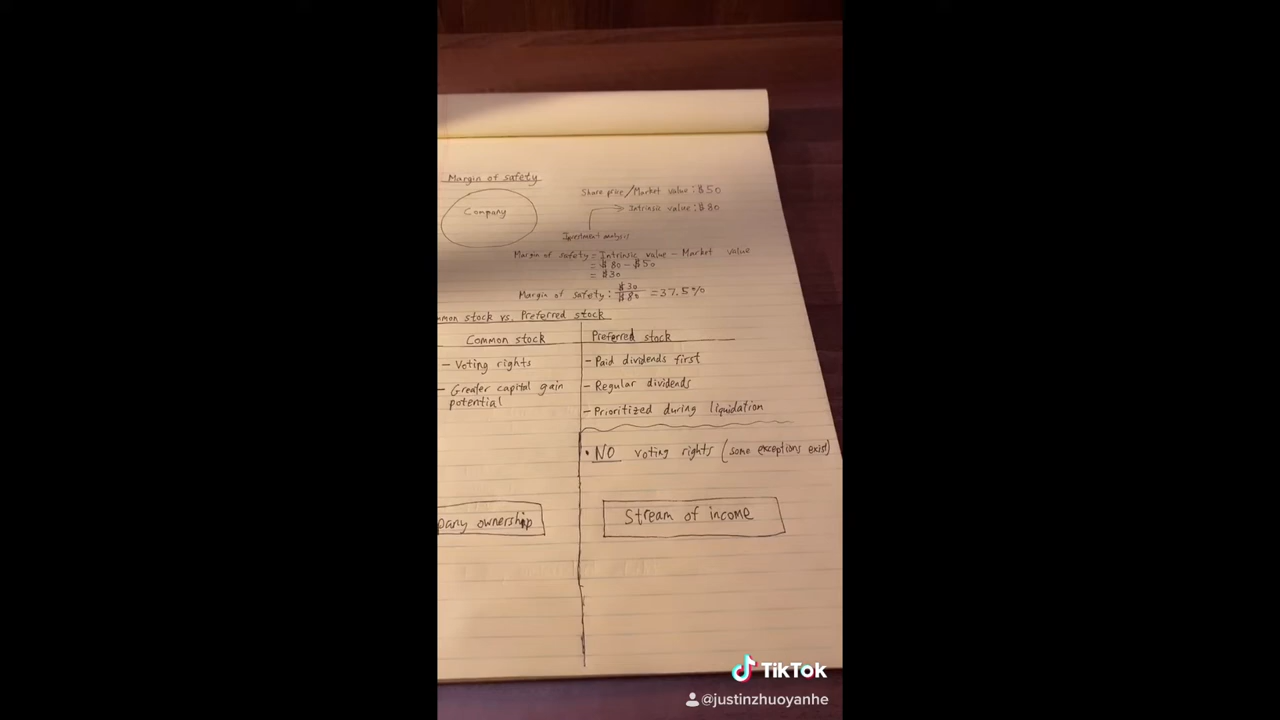 Margin of safety
Company
Share price/Market value : $50
Intrinsic value : $80
Investment analysis
Margin of safety = Intrinsic value - Market value
= $80 - $50
= $30
Margin of safety : $30/$80 = 37.5%
mmon stock vs. Preferred stock
Common stock
- Voting rights
- Greater capital gain
potential
pany ownership
Preferred stock
- Paid dividends first
- Regular dividends
- Prioritized during liquidation
• NO voting rights (some exceptions exist)
Stream of income
TikTok
@justinzhuoyanhe